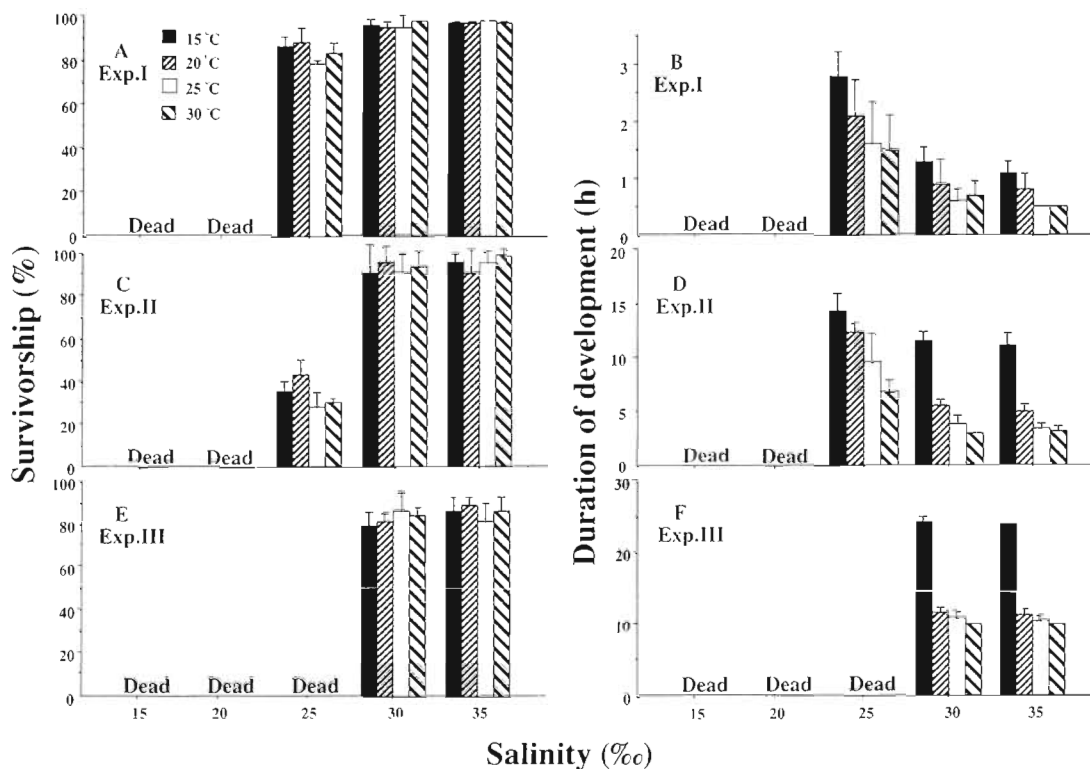 100
80
60
40
20
0
A
Exp.I
15 °C
20 °C
25 °C
30 °C
Dead Dead
3
2
1
0
B
Exp.I
Dead Dead
100
80
60
40
20
0
C
Exp.II
Dead Dead
20
15
10
5
0
D
Exp.II
Dead Dead
100
80
60
40
20
0
E
Exp.III
Dead Dead Dead
15 20 25 30 35
30
20
10
0
F
Exp.III
Dead Dead Dead
15 20 25 30 35
Survivorship (%)
Duration of development (h)
Salinity (‰)